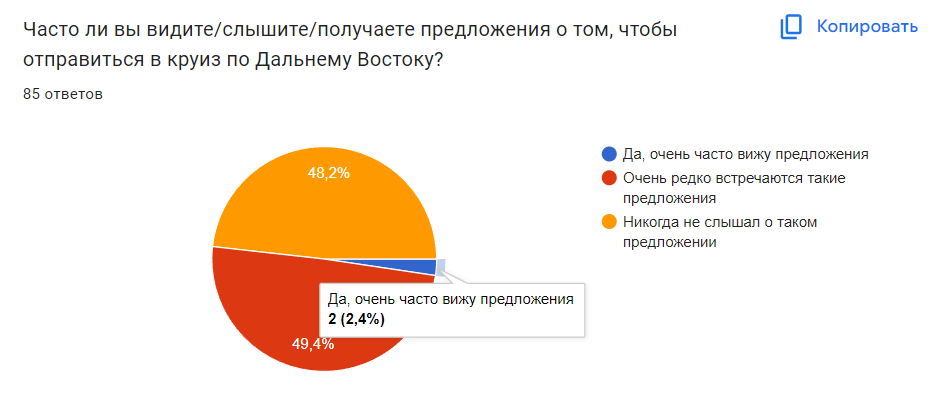 Часто ли вы видите/слышите/получаете предложения о том, чтобы
отправиться в круиз по Дальнему Востоку?
Копировать
85 ответов
48,2%
49,4%
Да, очень часто вижу предложения
Очень редко встречаются такие
предложения
Никогда не слышал о таком
предложении
Да, очень часто вижу предложения
2 (2,4%)